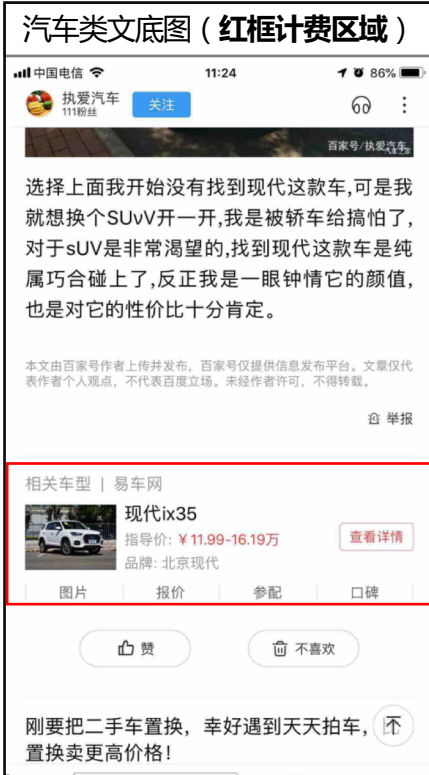 汽车类文底图（红框计费区域）
中国电信 11:24 86%
执爱汽车
111粉丝
关注
百家号/执爱汽车
选择上面我开始没有找到现代这款车,可是我
就想换个SUvV开一开,我是被轿车给搞怕了,
对于sUV是非常渴望的,找到现代这款车是纯
属巧合碰上了,反正我是一眼钟情它的颜值,
也是对它的性价比十分肯定。
本文由百家号作者上传并发布，百家号仅提供信息发布平台。文章仅代
表作者个人观点，不代表百度立场。未经作者许可，不得转载。
举报
相关车型 | 易车网
现代ix35
指导价: ¥11.99-16.19万
品牌: 北京现代
查看详情
图片 报价 参配 口碑
赞 不喜欢
刚要把二手车置换，幸好遇到天天拍车，
置换卖更高价格！